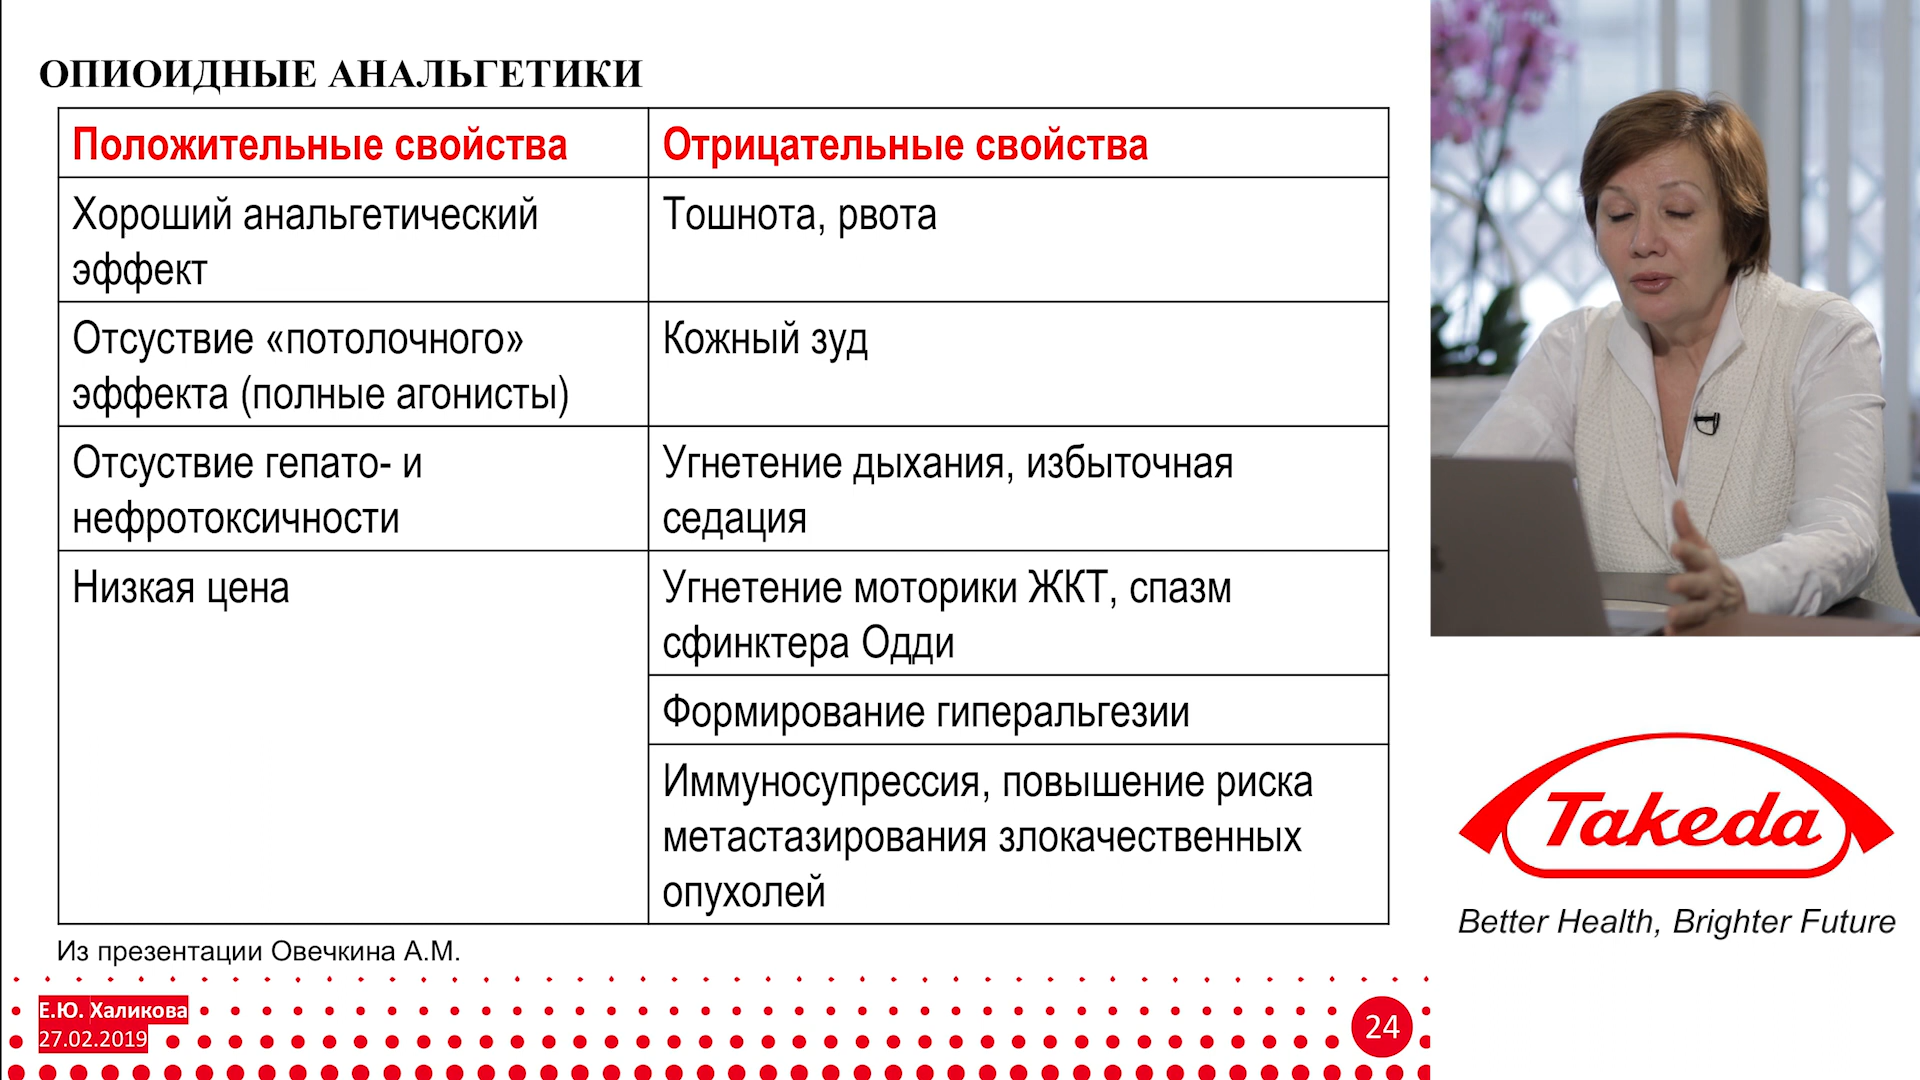 ОПИОИДНЫЕ АНАЛЬГЕТИКИ
Положительные свойства
Отрицательные свойства
Хороший анальгетический
эффект
Тошнота, рвота
Отсуствие «потолочного»
эффекта (полные агонисты)
Кожный зуд
Отсуствие гепато- и
нефротоксичности
Угнетение дыхания, избыточная
седация
Низкая цена
Угнетение моторики ЖКТ, спазм
сфинктера Одди
Формирование гиперальгезии
Иммуносупрессия, повышение риска
метастазирования злокачественных
опухолей
Из презентации Овечкина А.М.
Е.Ю. Халикова
27.02.2019
24
Takeda
Better Health, Brighter Future